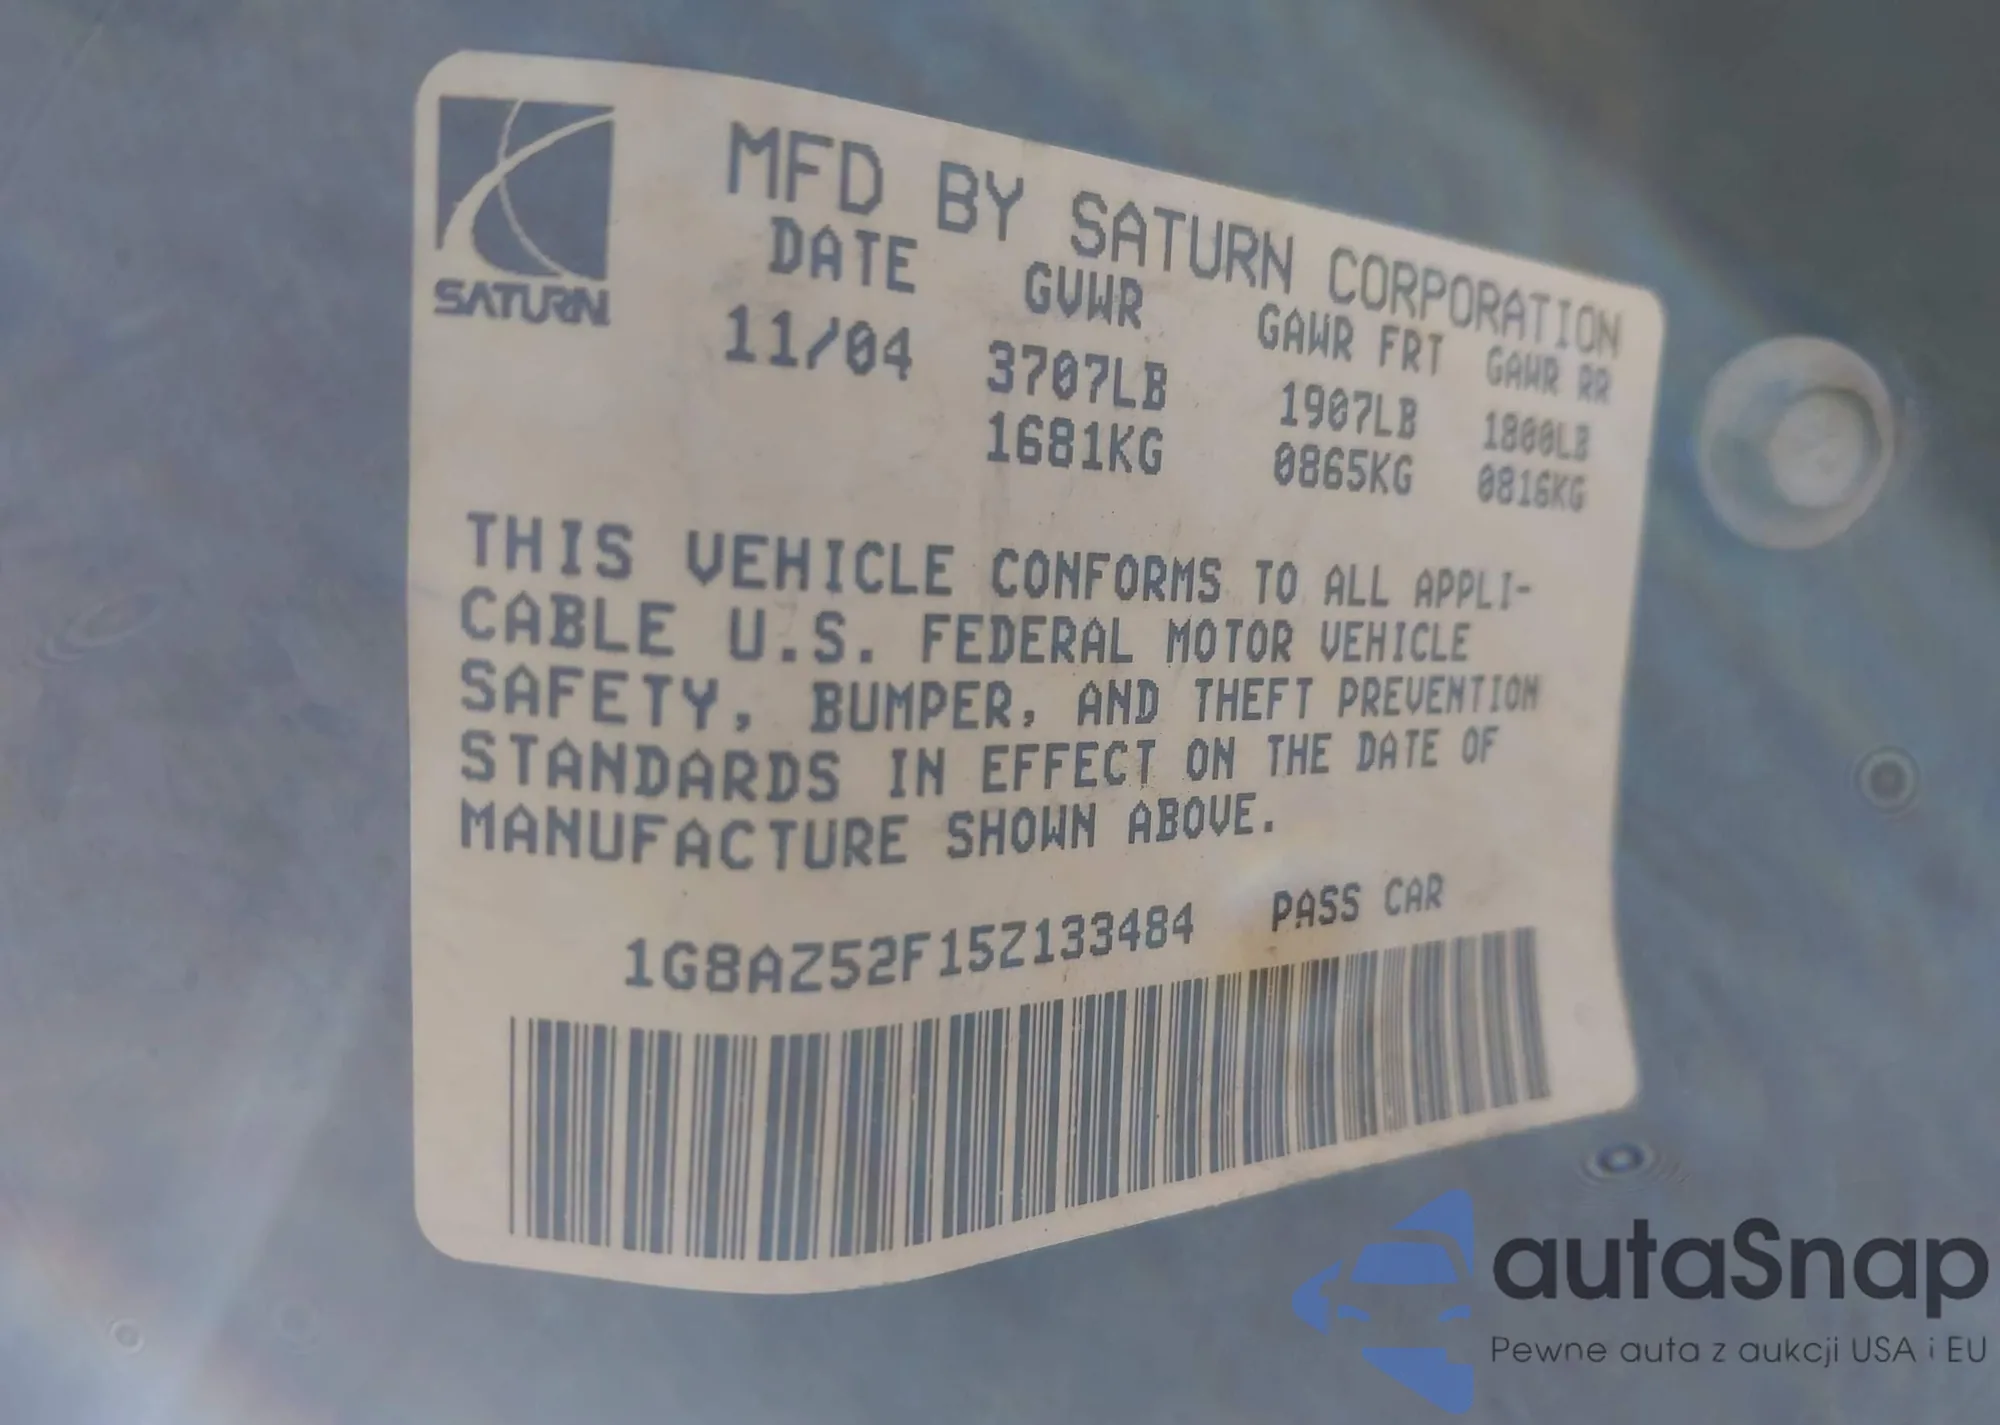 SATURN
MFD BY SATURN CORPORATION
DATE GVWR GAWR FRT GAWR RR
11/04 3707LB 1907LB 1800LB
1681KG 0865KG 0816KG
THIS VEHICLE CONFORMS TO ALL APPLI-
CABLE U.S. FEDERAL MOTOR VEHICLE
SAFETY, BUMPER, AND THEFT PREVENTION
STANDARDS IN EFFECT ON THE DATE OF
MANUFACTURE SHOWN ABOVE.
1G8AZ52F15Z133484 PASS CAR
autaSnap
Pewne auta z aukcji USA i EU